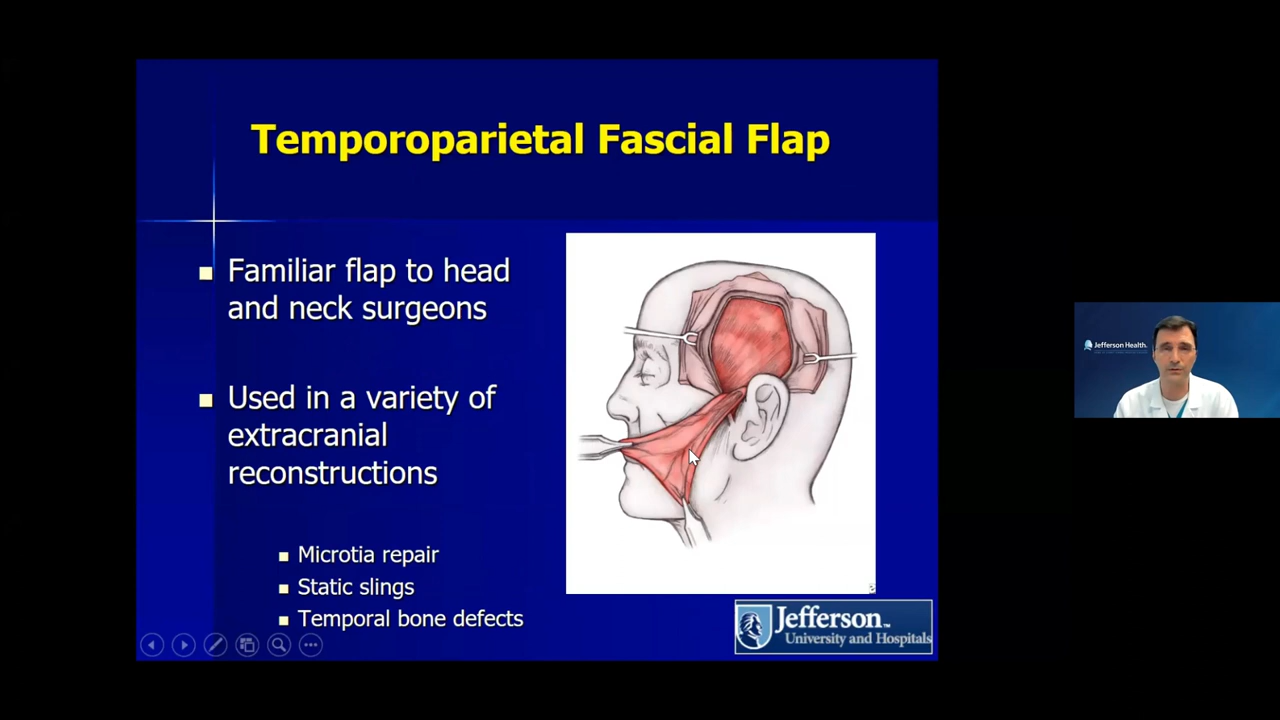 Temporoparietal Fascial Flap
Familiar flap to head
and neck surgeons
Used in a variety of
extracranial
reconstructions
Microtia repair
Static slings
Temporal bone defects
Jefferson™
University and Hospitals
Jefferson Health.